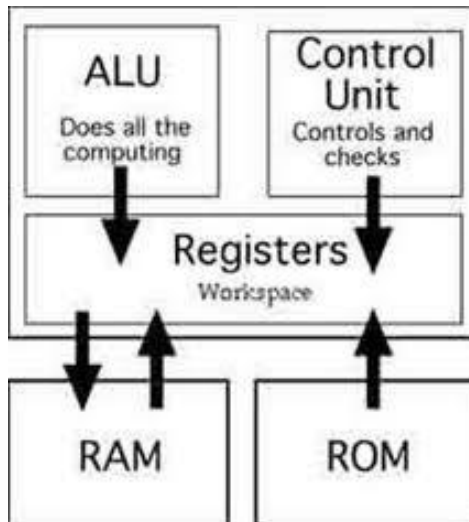 ALU
Does all the
computing
Control
Unit
Controls and
checks
Registers
Workspace
RAM
ROM